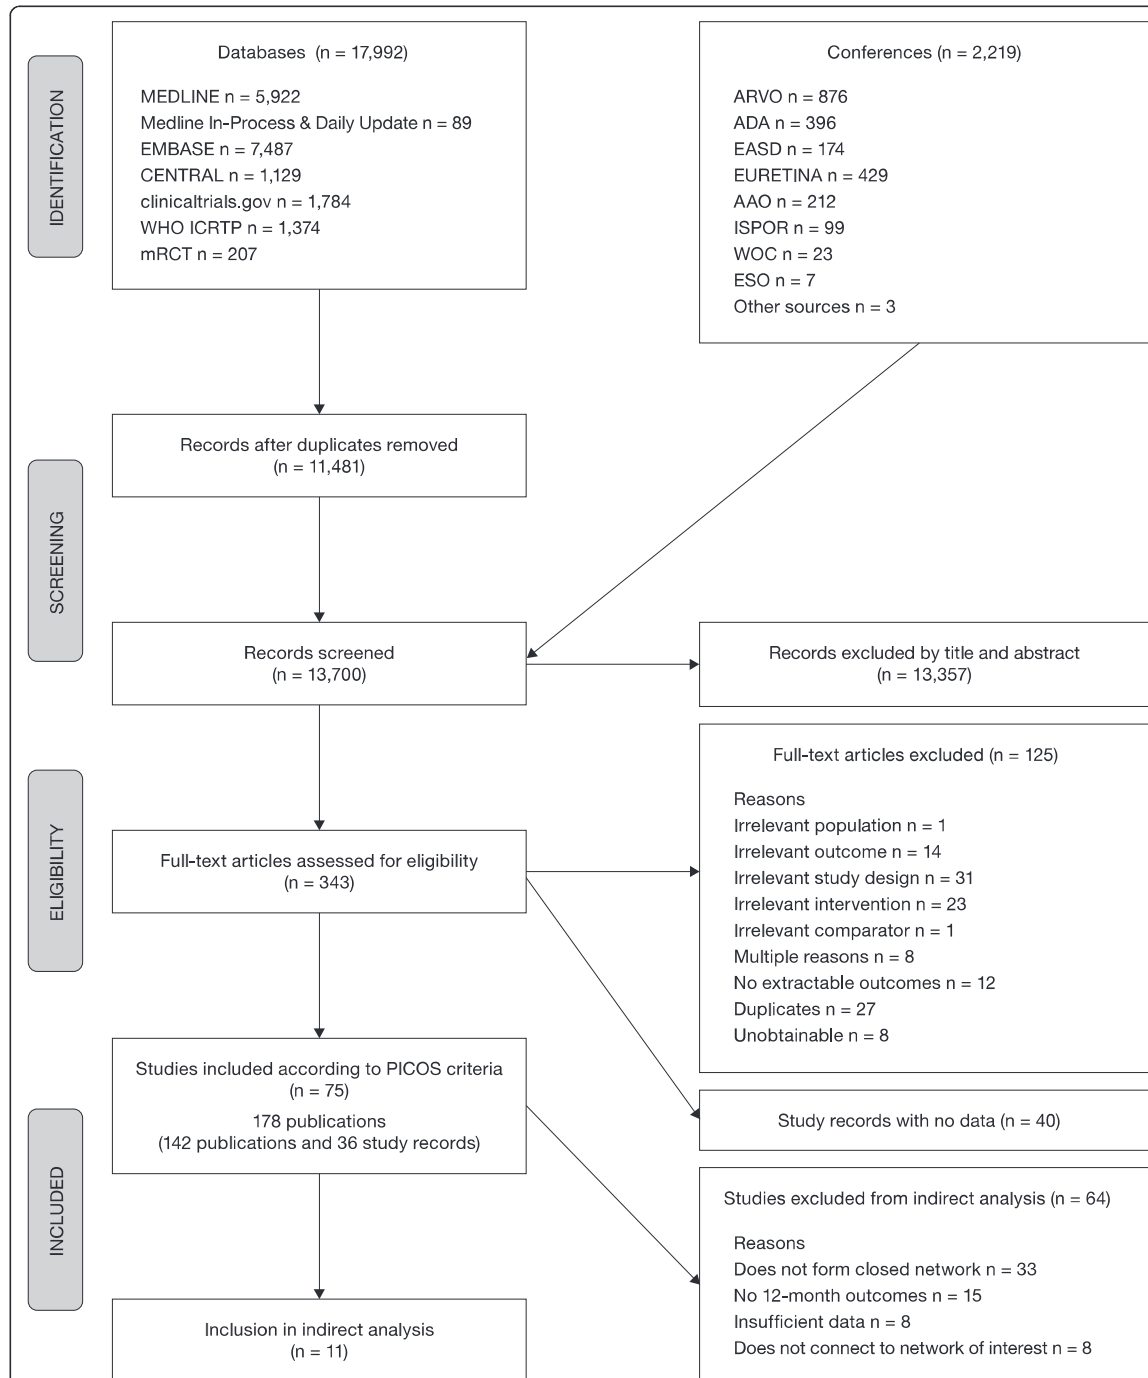 IDENTIFICATION
Databases (n = 17,992)
MEDLINE n = 5,922
Medline In-Process & Daily Update n = 89
EMBASE n = 7,487
CENTRAL n = 1,129
clinicaltrials.gov n = 1,784
WHO ICRTP n = 1,374
mRCT n = 207
Conferences (n = 2,219)
ARVO n = 876
ADA n = 396
EASD n = 174
EURETINA n = 429
AAO n = 212
ISPOR n = 99
WOC n = 23
ESO n = 7
Other sources n = 3
SCREENING
Records after duplicates removed
(n = 11,481)
Records screened
(n = 13,700)
Records excluded by title and abstract
(n = 13,357)
ELIGIBILITY
Full-text articles assessed for eligibility
(n = 343)
Full-text articles excluded (n = 125)
Reasons
Irrelevant population n = 1
Irrelevant outcome n = 14
Irrelevant study design n = 31
Irrelevant intervention n = 23
Irrelevant comparator n = 1
Multiple reasons n = 8
No extractable outcomes n = 12
Duplicates n = 27
Unobtainable n = 8
Study records with no data (n = 40)
INCLUDED
Studies included according to PICOS criteria
(n = 75)
178 publications
(142 publications and 36 study records)
Studies excluded from indirect analysis (n = 64)
Reasons
Does not form closed network n = 33
No 12-month outcomes n = 15
Insufficient data n = 8
Does not connect to network of interest n = 8
Inclusion in indirect analysis
(n = 11)